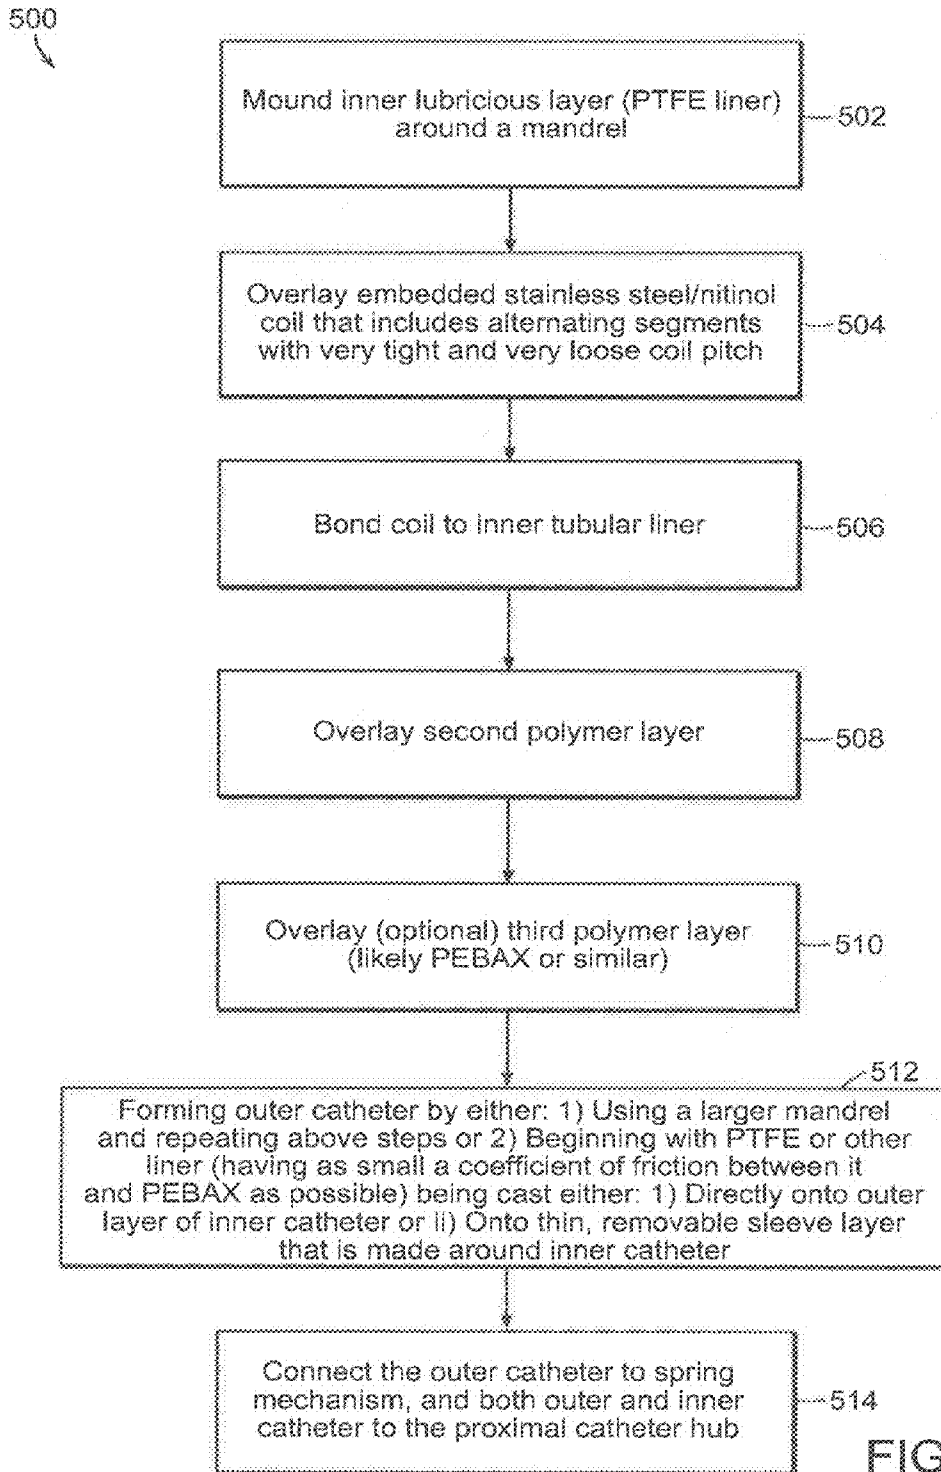 500
Mound inner lubricious layer (PTFE liner)
around a mandrel
502
Overlay embedded stainless steel/nitinol
coil that includes alternating segments
with very tight and very loose coil pitch
504
Bond coil to inner tubular liner
506
Overlay second polymer layer
508
Overlay (optional) third polymer layer
(likely PEBAX or similar)
510
512
Forming outer catheter by either: 1) Using a larger mandrel
and repeating above steps or 2) Beginning with PTFE or other
liner (having as small a coefficient of friction between it
and PEBAX as possible) being cast either: 1) Directly onto outer
layer of inner catheter or ii) Onto thin, removable sleeve layer
that is made around inner catheter
Connect the outer catheter to spring
mechanism, and both outer and inner
catheter to the proximal catheter hub
514
FIG